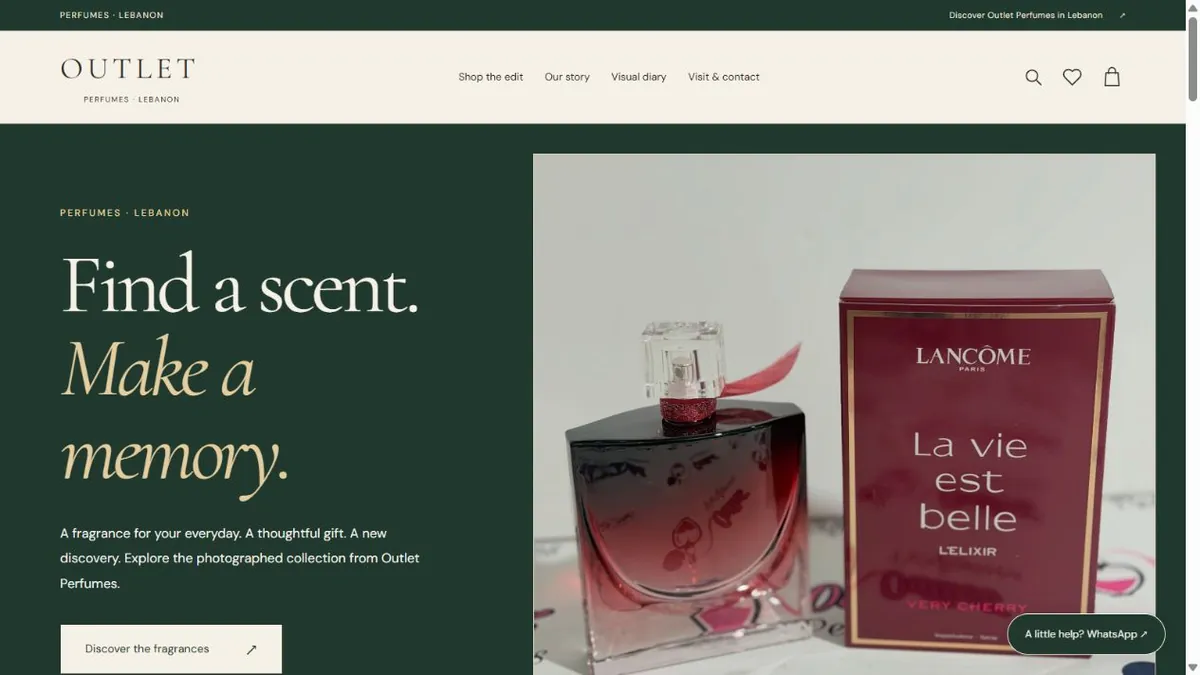 PERFUMES · LEBANON
Discover Outlet Perfumes in Lebanon ↗
OUTLET
PERFUMES · LEBANON
Shop the edit
Our story
Visual diary
Visit & contact
PERFUMES · LEBANON
Find a scent.
Make a
memory.
A fragrance for your everyday. A thoughtful gift. A new
discovery. Explore the photographed collection from Outlet
Perfumes.
Discover the fragrances ↗
LANCÔME
PARIS
La vie
est
belle
L'ELIXIR
VERY CHERRY
A little help? WhatsApp ↗